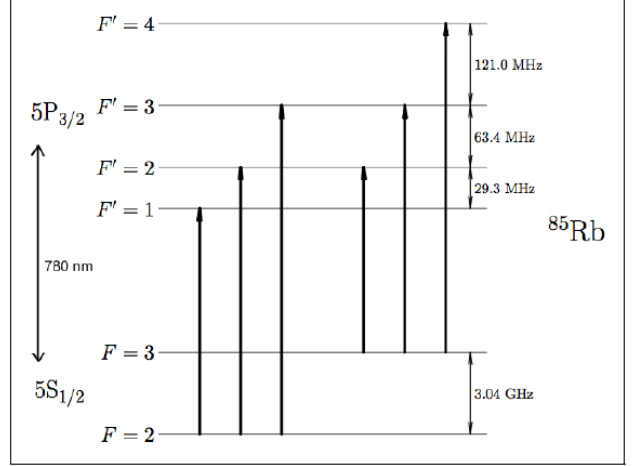 F′ = 4
121.0 MHz
5P3/2
F′ = 3
63.4 MHz
F′ = 2
29.3 MHz
F′ = 1
85Rb
780 nm
F = 3
5S1/2
3.04 GHz
F = 2